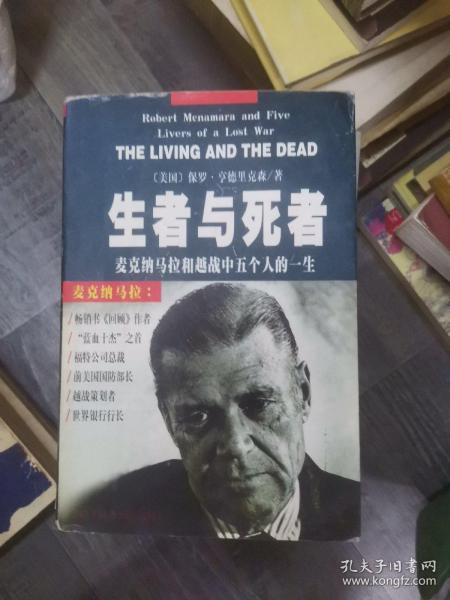 Robert Mcnamara and Five
Livers of a Lost War
THE LIVING AND THE DEAD
〔美国〕保罗·亨德里克森/著
生者与死者
麦克纳马拉和越战中五个人的一生
麦克纳马拉：
/畅销书《回顾》作者
/“蓝血十杰”之首
/福特公司总裁
/前美国国防部长
/越战策划者
/世界银行行长
孔夫子旧书网
www.kongfz.com